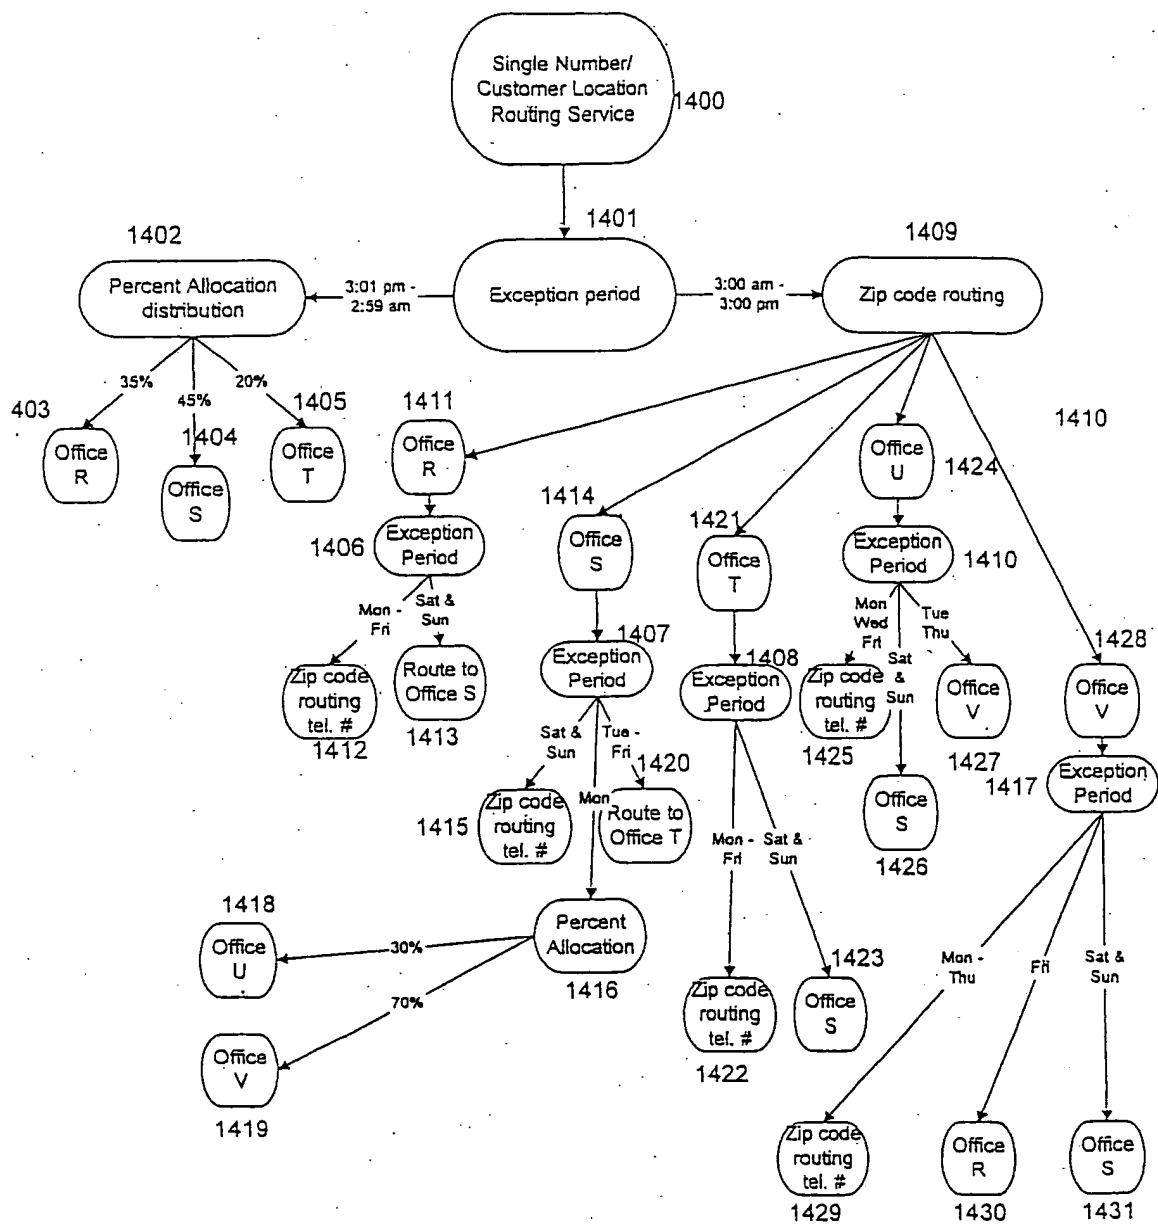 Single Number/
Customer Location
Routing Service
1400
1401
1402
1409
Percent Allocation
distribution
3:01 pm -
2:59 am
Exception period
3:00 am -
3:00 pm
Zip code routing
35%
45%
20%
403
1404
1405
1411
1410
Office
R
Office
S
Office
T
Office
R
Office
U
1424
1414
1421
1406
Exception
Period
Office
S
Office
T
Exception
Period
1410
Mon -
Fri
Sat &
Sun
1407
1408
Mon
Wed
Fri
Sat
&
Sun
Tue
Thu
1428
Zip code
routing
tel. #
1412
Route to
Office S
1413
Exception
Period
Exception
Period
Zip code
routing
tel. #
1425
Office
V
1427
Office
V
Sat &
Sun
Mon
Tue -
Fri
1420
1417
Exception
Period
1415
Zip code
routing
tel. #
Route to
Office T
Office
S
1426
Mon -
Fri
Sat &
Sun
1418
Office
U
30%
70%
Percent
Allocation
1416
1423
Mon -
Thu
Fri
Sat &
Sun
Zip code
routing
tel. #
1422
Office
S
Office
V
1419
Zip code
routing
tel. #
1429
Office
R
1430
Office
S
1431